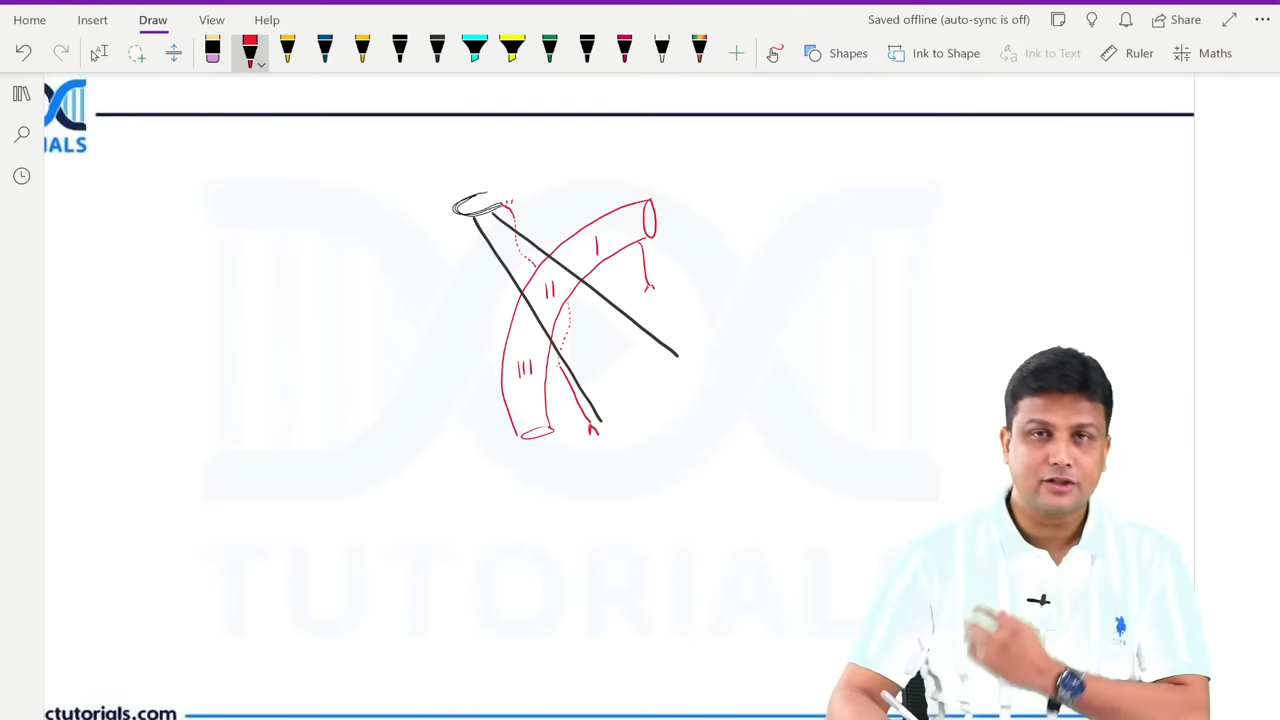 Home Insert Draw View Help Saved offline (auto-sync is off) Share
Shapes Ink to Shape Ink to Text Ruler Maths
IALS
I
II
III
TUTORIALS
ctutorials.com